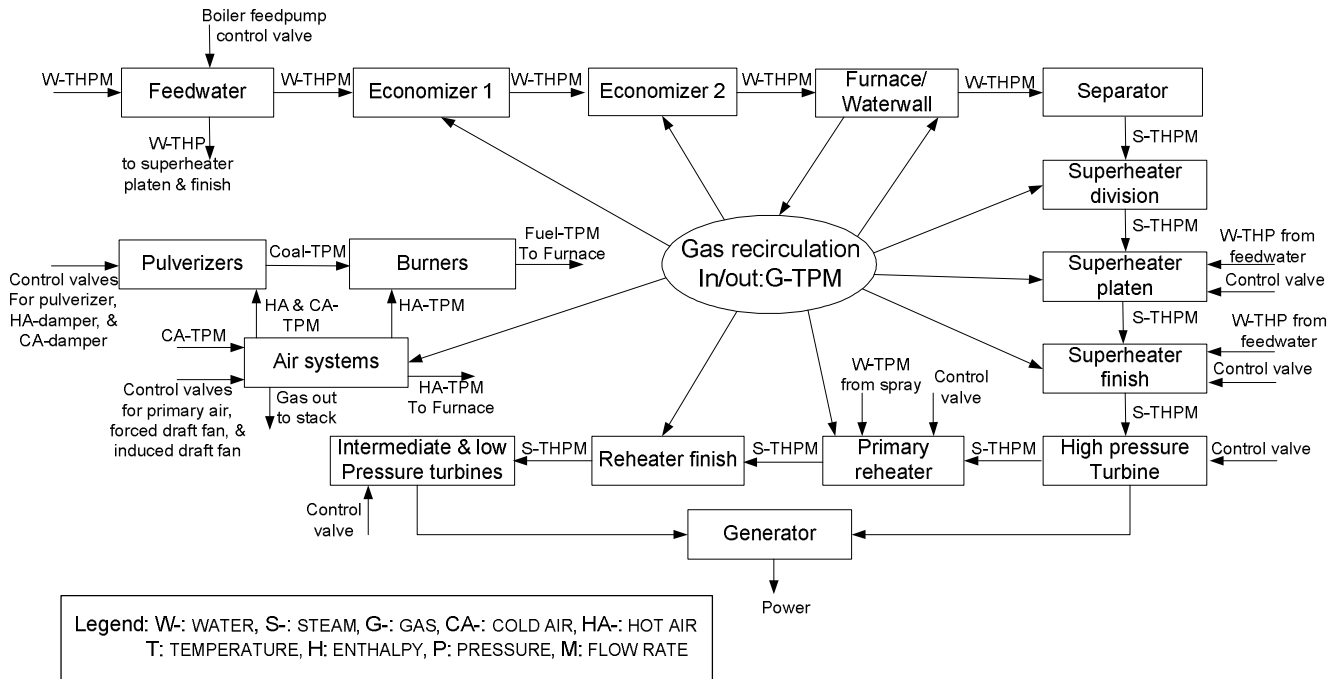 Boiler feedpump
control valve
W-THPM
Feedwater
W-THPM
Economizer 1
W-THPM
Economizer 2
W-THPM
Furnace/
Waterwall
W-THPM
Separator
W-THP
to superheater
platen & finish
S-THPM
Superheater
division
S-THPM
Superheater
platen
W-THP from
feedwater
Control valve
S-THPM
Superheater
finish
W-THP from
feedwater
Control valve
S-THPM
Gas recirculation
In/out:G-TPM
Pulverizers
Coal-TPM
Burners
Fuel-TPM
To Furnace
Control valves
For pulverizer,
HA-damper, &
CA-damper
HA & CA-
TPM
HA-TPM
CA-TPM
Air systems
Control valves
for primary air,
forced draft fan, &
induced draft fan
Gas out
to stack
HA-TPM
To Furnace
W-TPM
from spray
Control
valve
Intermediate & low
Pressure turbines
S-THPM
Reheater finish
S-THPM
Primary
reheater
S-THPM
High pressure
Turbine
Control valve
Control
valve
Generator
Power
Legend: W-: WATER, S-: STEAM, G-: GAS, CA-: COLD AIR, HA-: HOT AIR
T: TEMPERATURE, H: ENTHALPY, P: PRESSURE, M: FLOW RATE